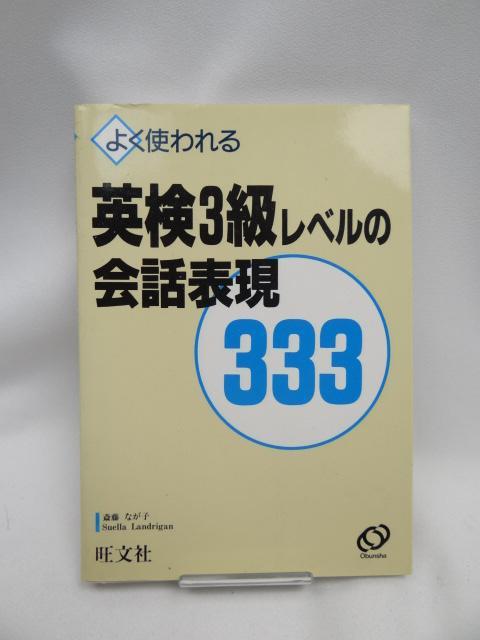 よく使われる
英検3級レベルの
会話表現
333
斎藤 なが子
Suella Landrigan
旺文社
Obunsha